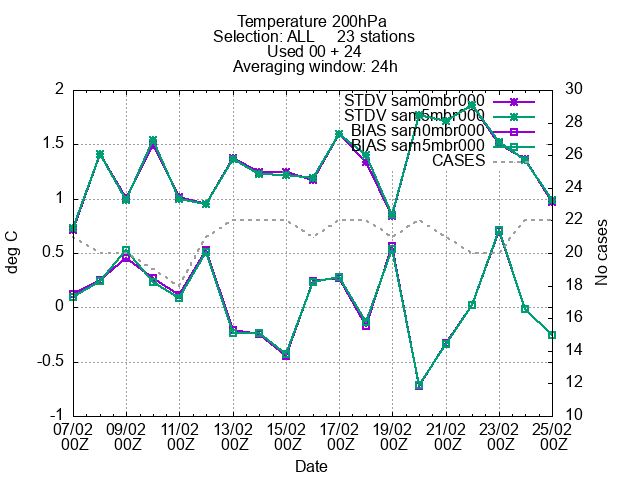 Temperature 200hPa
Selection: ALL 23 stations
Used 00 + 24
Averaging window: 24h
STDV sam0mbr000
STDV sam5mbr000
BIAS sam0mbr000
BIAS sam5mbr000
CASES
deg C
2
1.5
1
0.5
0
-0.5
-1
No cases
30
28
26
24
22
20
18
16
14
12
10
07/02 09/02 11/02 13/02 15/02 17/02 19/02 21/02 23/02 25/02
00Z 00Z 00Z 00Z 00Z 00Z 00Z 00Z 00Z 00Z
Date